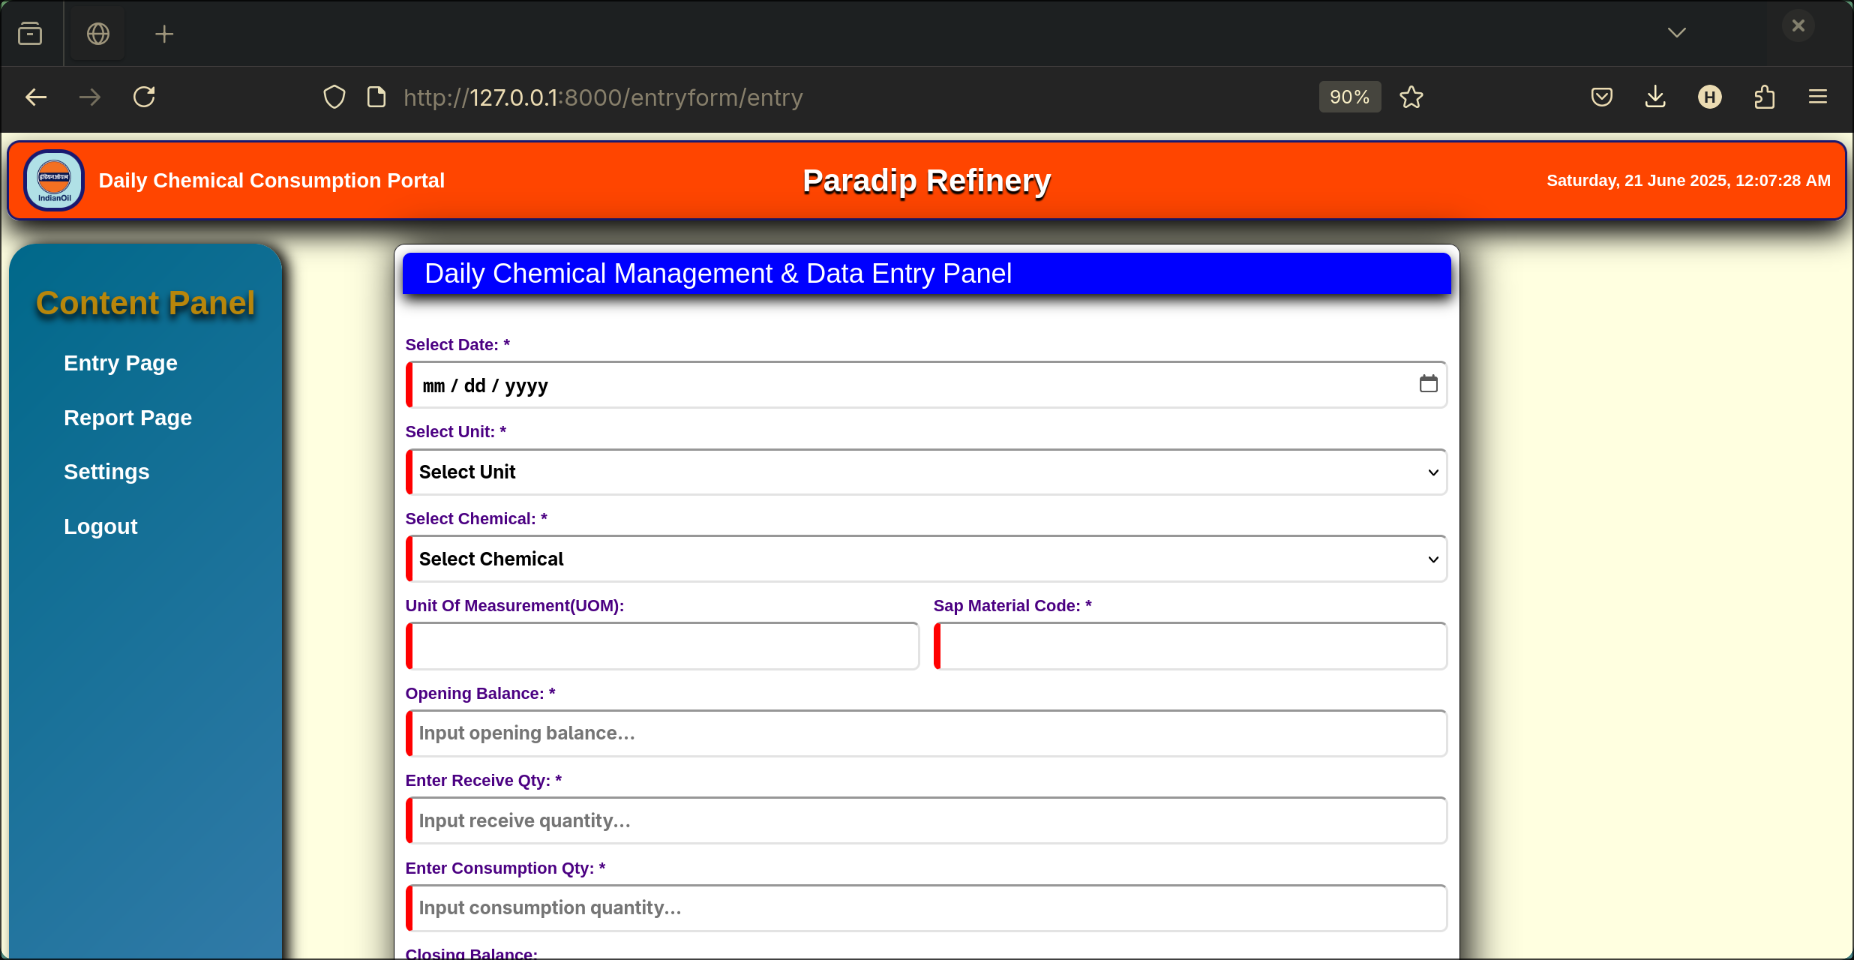 http://127.0.0.1:8000/entryform/entry
90%
H
इंडियनऑयल
IndianOil
Daily Chemical Consumption Portal
Paradip Refinery
Saturday, 21 June 2025, 12:07:28 AM
Content Panel
Entry Page
Report Page
Settings
Logout
Daily Chemical Management & Data Entry Panel
Select Date: *
mm / dd / yyyy
Select Unit: *
Select Unit
Select Chemical: *
Select Chemical
Unit Of Measurement(UOM):
Sap Material Code: *
Opening Balance: *
Input opening balance...
Enter Receive Qty: *
Input receive quantity...
Enter Consumption Qty: *
Input consumption quantity...
Closing Balance: